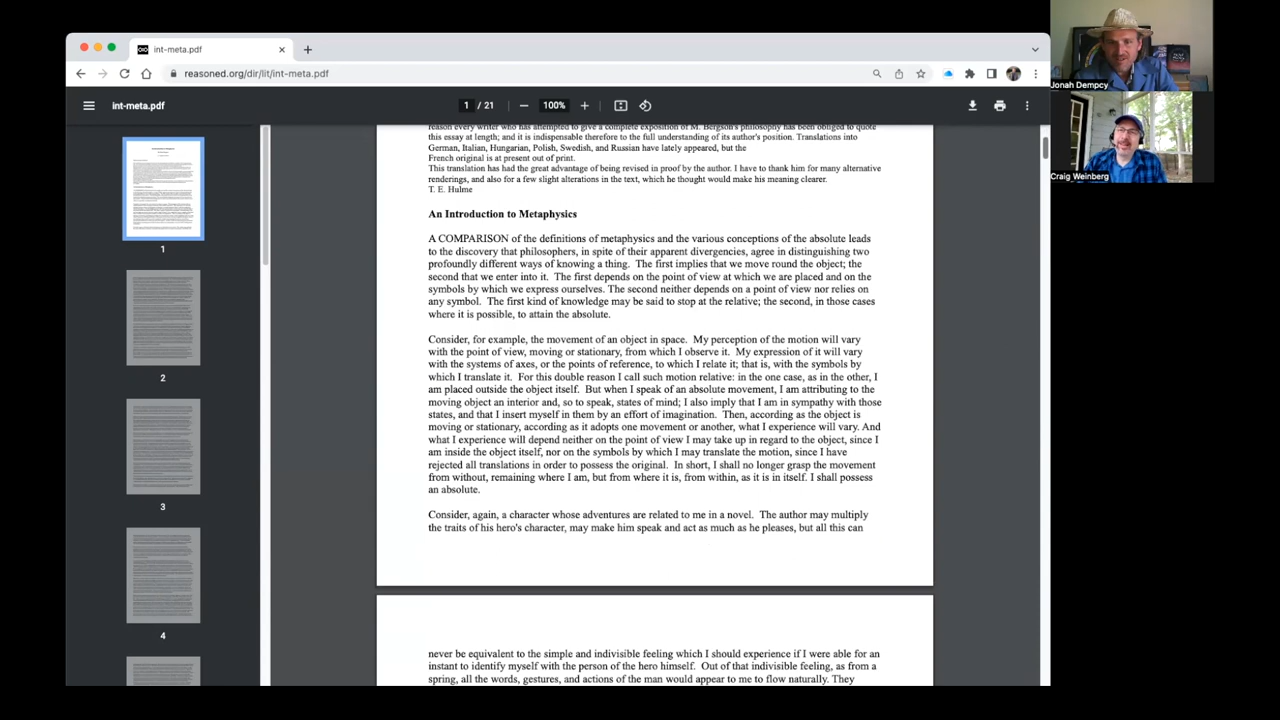 int-meta.pdf
reasoned.org/dir/lit/int-meta.pdf
int-meta.pdf
1 / 21
100%
1
2
3
4
reason every writer who has attempted to give a complete exposition of M. Bergson's philosophy has been obliged to quote
this essay at length; and it is indispensable therefore to the full understanding of its author's position. Translations into
German, Italian, Hungarian, Polish, Swedish, and Russian have lately appeared, but the
French original is at present out of print.
This translation has had the great advantage of being revised in proof by the author. I have to thank him for many alternative
renderings, and also for a few slight alterations in the text, which he thought would make his meaning clearer.
T. E. Hulme
An Introduction to Metaphysics
A COMPARISON of the definitions of metaphysics and the various conceptions of the absolute leads
to the discovery that philosophers, in spite of their apparent divergencies, agree in distinguishing two
profoundly different ways of knowing a thing. The first implies that we move round the object; the
second that we enter into it. The first depends on the point of view at which we are placed and on the
symbols by which we express ourselves. The second neither depends on a point of view nor relies on
any symbol. The first kind of knowledge may be said to stop at the relative; the second, in those cases
where it is possible, to attain the absolute.
Consider, for example, the movement of an object in space. My perception of the motion will vary
with the point of view, moving or stationary, from which I observe it. My expression of it will vary
with the systems of axes, or the points of reference, to which I relate it; that is, with the symbols by
which I translate it. For this double reason I call such motion relative: in the one case, as in the other, I
am placed outside the object itself. But when I speak of an absolute movement, I am attributing to the
moving object an interior and, so to speak, states of mind; I also imply that I am in sympathy with those
states, and that I insert myself in them by an effort of imagination. Then, according as the object is
moving or stationary, according as it adopts one movement or another, what I experience will vary. And
what I experience will depend neither on the point of view I may take up in regard to the object, since I
am inside the object itself, nor on the symbols by which I may translate the motion, since I have
rejected all translations in order to possess the original. In short, I shall no longer grasp the movement
from without, remaining where I am, but from where it is, from within, as it is in itself. I shall possess
an absolute.
Consider, again, a character whose adventures are related to me in a novel. The author may multiply
the traits of his hero's character, may make him speak and act as much as he pleases, but all this can
never be equivalent to the simple and indivisible feeling which I should experience if I were able for an
instant to identify myself with the person of the hero himself. Out of that indivisible feeling, as from a
spring, all the words, gestures, and actions of the man would appear to me to flow naturally. They
Jonah Dempcy
Craig Weinberg